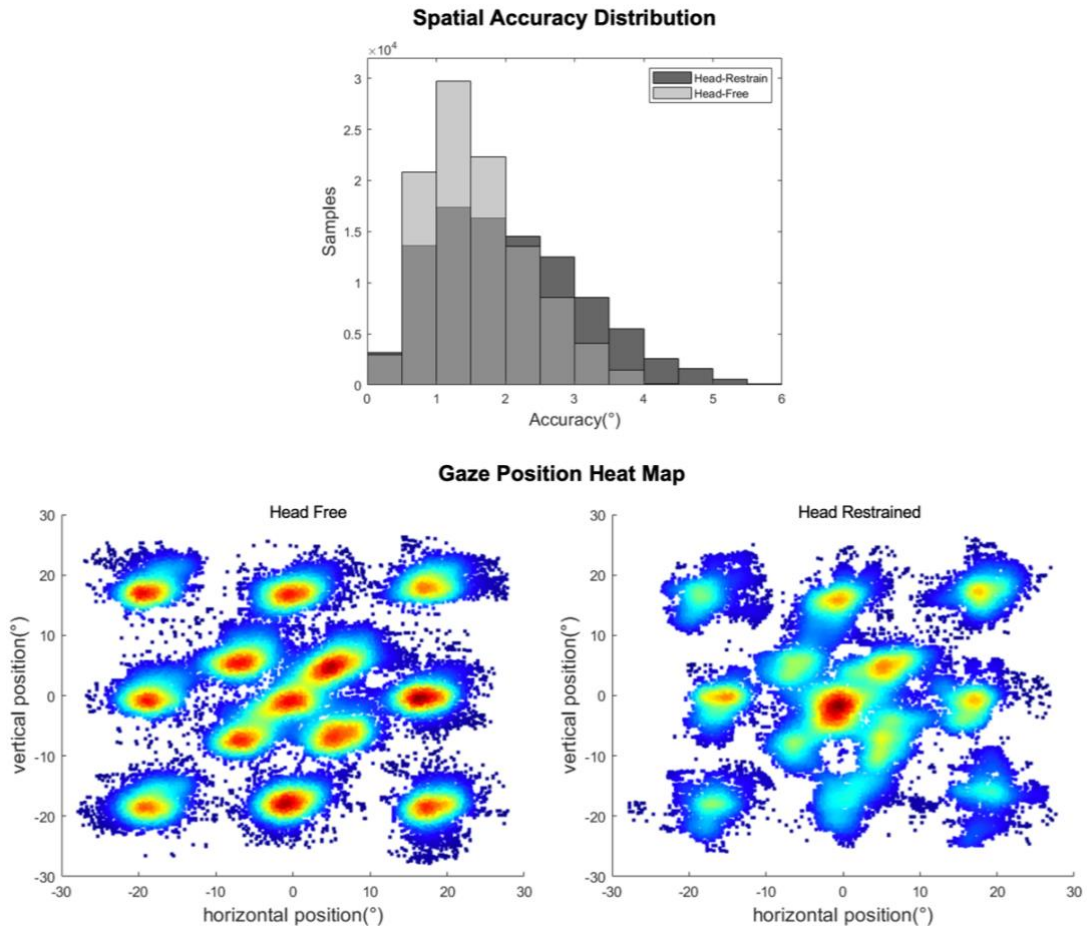 Spatial Accuracy Distribution
×10⁴
3
2.5
2
1.5
1
0.5
0
Samples
Head-Restrain
Head-Free
0 1 2 3 4 5 6
Accuracy(°)
Gaze Position Heat Map
Head Free
30
20
10
0
-10
-20
-30
vertical position(°)
-30 -20 -10 0 10 20 30
horizontal position(°)
Head Restrained
30
20
10
0
-10
-20
-30
vertical position(°)
-30 -20 -10 0 10 20 30
horizontal position(°)